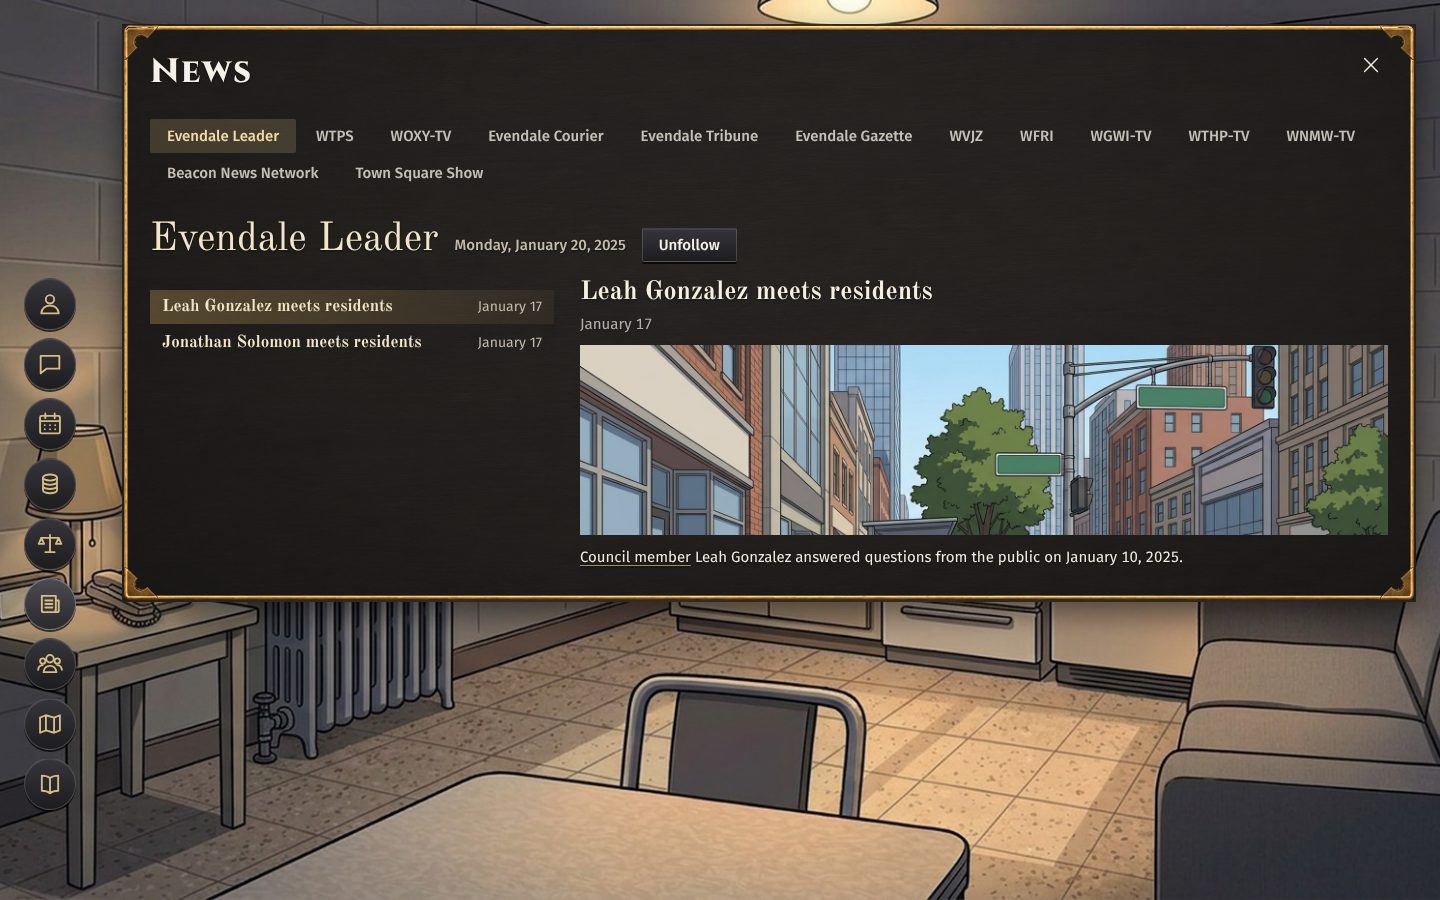 News
Evendale Leader WTPS WOXY-TV Evendale Courier Evendale Tribune Evendale Gazette WVJZ WFRI WGWI-TV WTHP-TV WNMW-TV
Beacon News Network Town Square Show
Evendale Leader Monday, January 20, 2025 Unfollow
Leah Gonzalez meets residents January 17
Jonathan Solomon meets residents January 17
Leah Gonzalez meets residents
January 17
Council member Leah Gonzalez answered questions from the public on January 10, 2025.